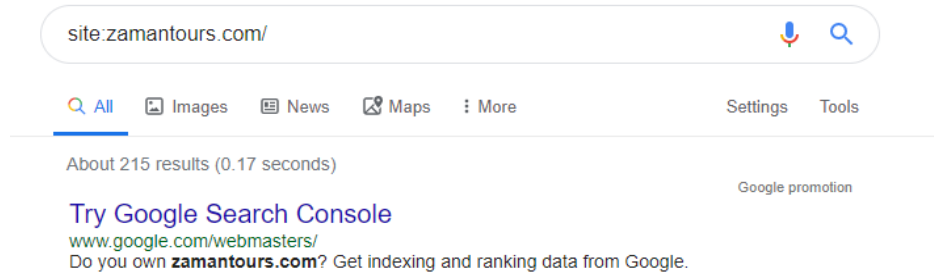 site:zamantours.com/
All Images News Maps More Settings Tools
About 215 results (0.17 seconds)
Google promotion
Try Google Search Console
www.google.com/webmasters/
Do you own zamantours.com? Get indexing and ranking data from Google.